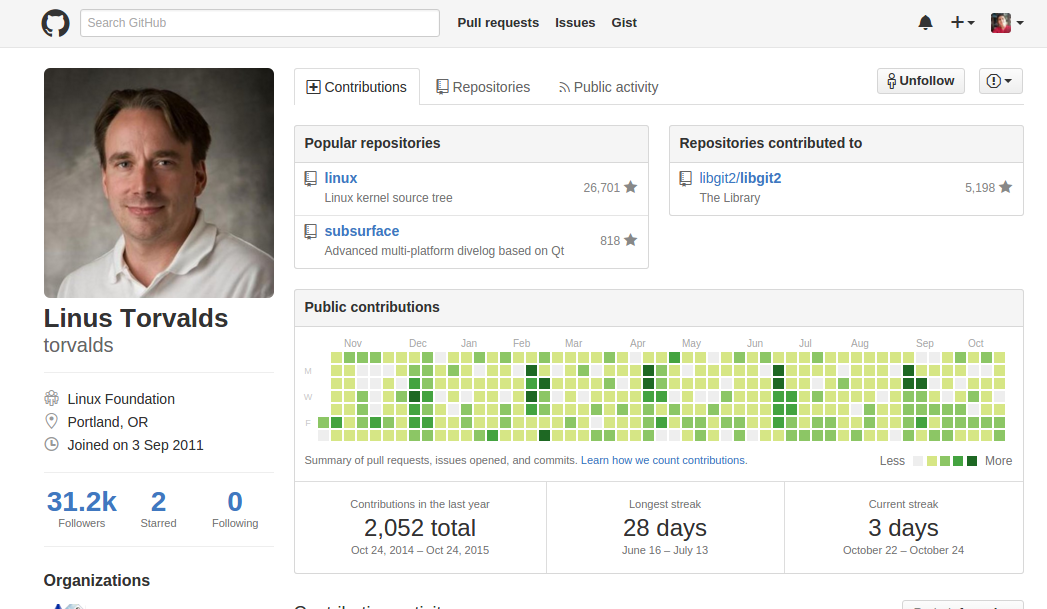 Search GitHub
Pull requests Issues Gist
Contributions Repositories Public activity
Unfollow
Popular repositories
linux
Linux kernel source tree
26,701
subsurface
Advanced multi-platform divelog based on Qt
818
Repositories contributed to
libgit2/libgit2
The Library
5,198
Linus Torvalds
torvalds
Linux Foundation
Portland, OR
Joined on 3 Sep 2011
31.2k 2 0
Followers Starred Following
Organizations
Public contributions
Nov Dec Jan Feb Mar Apr May Jun Jul Aug Sep Oct
M
W
F
Summary of pull requests, issues opened, and commits. Learn how we count contributions.
Less More
Contributions in the last year
2,052 total
Oct 24, 2014 – Oct 24, 2015
Longest streak
28 days
June 16 – July 13
Current streak
3 days
October 22 – October 24